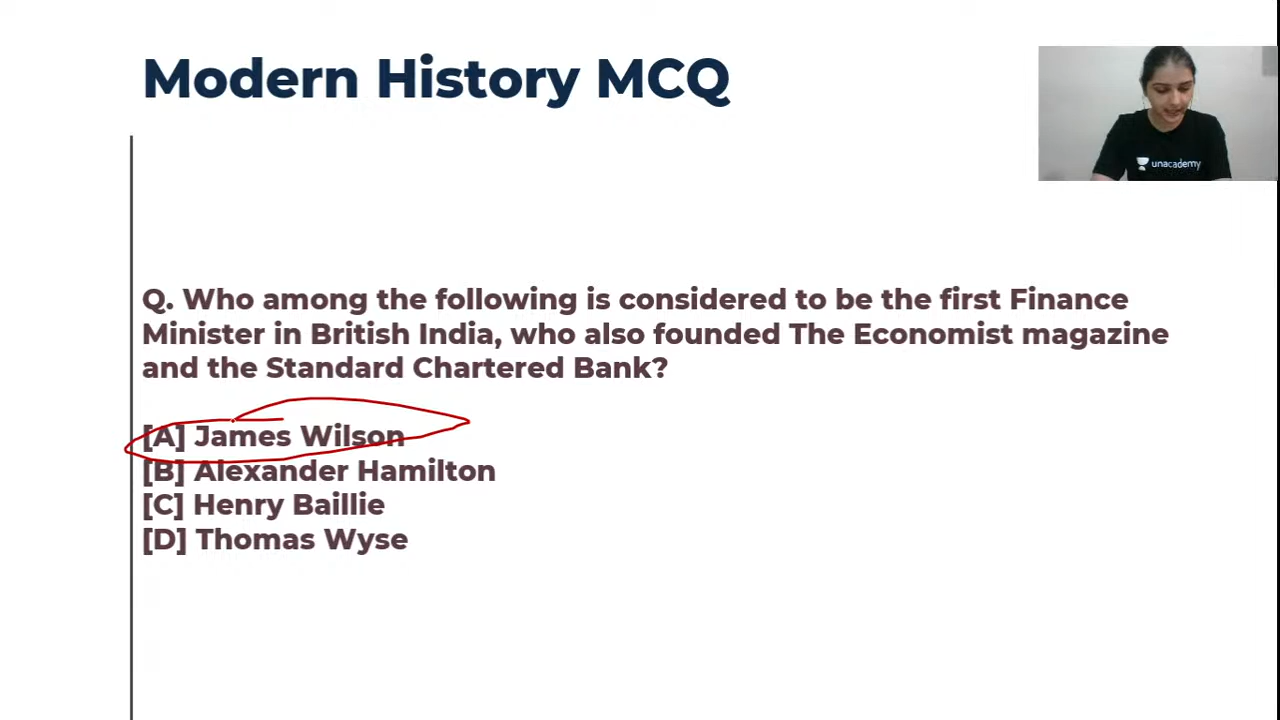 Modern History MCQ
unacademy
Q. Who among the following is considered to be the first Finance
Minister in British India, who also founded The Economist magazine
and the Standard Chartered Bank?
[A] James Wilson
[B] Alexander Hamilton
[C] Henry Baillie
[D] Thomas Wyse